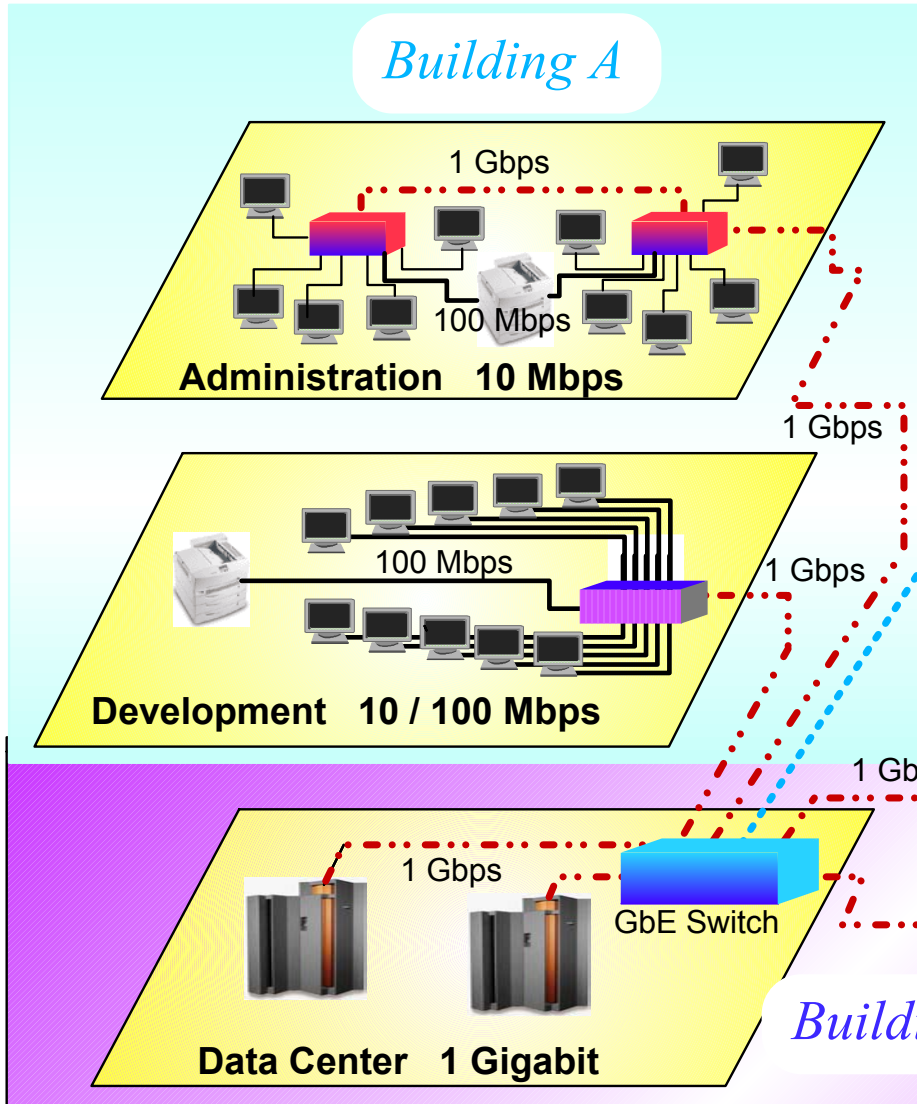 Building A
1 Gbps
100 Mbps
Administration 10 Mbps
1 Gbps
100 Mbps
1 Gbps
Development 10 / 100 Mbps
1 Gb
1 Gbps
GbE Switch
Buildi
Data Center 1 Gigabit